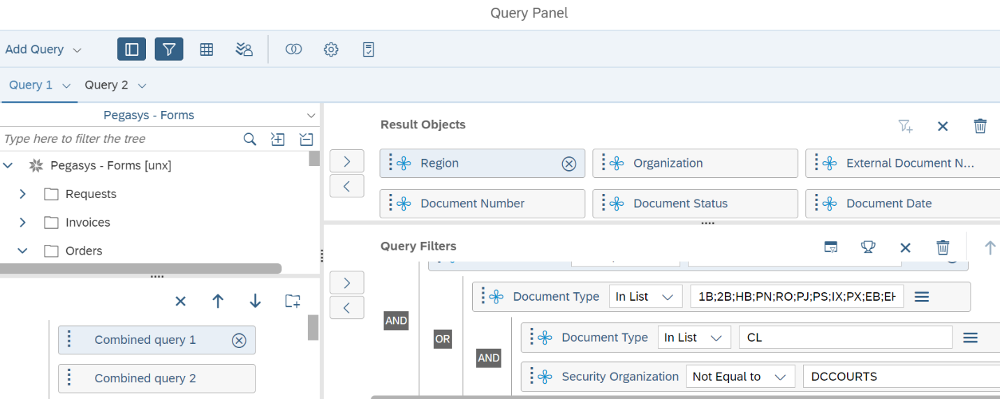 Query Panel
Add Query
Query 1 Query 2
Pegasys - Forms
Type here to filter the tree
Pegasys - Forms [unx]
Requests
Invoices
Orders
Combined query 1
Combined query 2
Result Objects
Region Organization External Document N...
Document Number Document Status Document Date
Query Filters
Document Type In List 1B;2B;HB;PN;RO;PJ;PS;IX;PX;EB;EH
AND
OR
Document Type In List CL
AND
Security Organization Not Equal to DCCOURTS